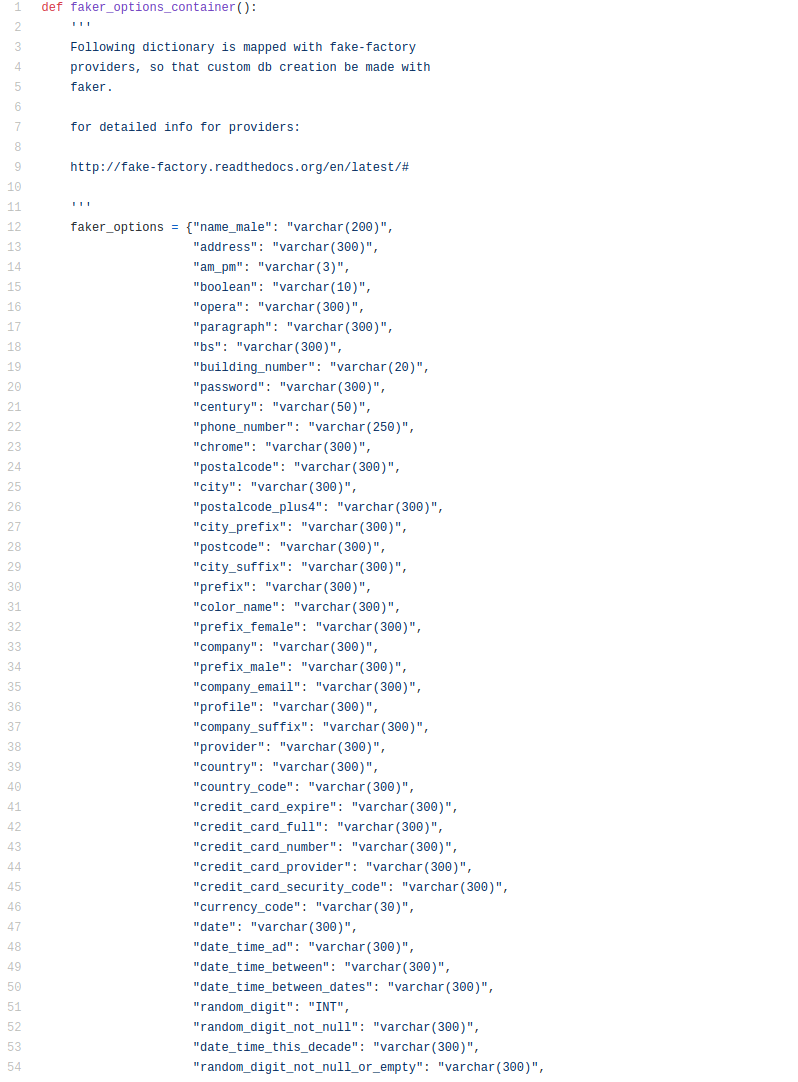 1 def faker_options_container():
2 '''
3 Following dictionary is mapped with fake-factory
4 providers, so that custom db creation be made with
5 faker.
6
7 for detailed info for providers:
8
9 http://fake-factory.readthedocs.org/en/latest/#
10
11 '''
12 faker_options = {"name_male": "varchar(200)",
13 "address": "varchar(300)",
14 "am_pm": "varchar(3)",
15 "boolean": "varchar(10)",
16 "opera": "varchar(300)",
17 "paragraph": "varchar(300)",
18 "bs": "varchar(300)",
19 "building_number": "varchar(20)",
20 "password": "varchar(300)",
21 "century": "varchar(50)",
22 "phone_number": "varchar(250)",
23 "chrome": "varchar(300)",
24 "postalcode": "varchar(300)",
25 "city": "varchar(300)",
26 "postalcode_plus4": "varchar(300)",
27 "city_prefix": "varchar(300)",
28 "postcode": "varchar(300)",
29 "city_suffix": "varchar(300)",
30 "prefix": "varchar(300)",
31 "color_name": "varchar(300)",
32 "prefix_female": "varchar(300)",
33 "company": "varchar(300)",
34 "prefix_male": "varchar(300)",
35 "company_email": "varchar(300)",
36 "profile": "varchar(300)",
37 "company_suffix": "varchar(300)",
38 "provider": "varchar(300)",
39 "country": "varchar(300)",
40 "country_code": "varchar(300)",
41 "credit_card_expire": "varchar(300)",
42 "credit_card_full": "varchar(300)",
43 "credit_card_number": "varchar(300)",
44 "credit_card_provider": "varchar(300)",
45 "credit_card_security_code": "varchar(300)",
46 "currency_code": "varchar(30)",
47 "date": "varchar(300)",
48 "date_time_ad": "varchar(300)",
49 "date_time_between": "varchar(300)",
50 "date_time_between_dates": "varchar(300)",
51 "random_digit": "INT",
52 "random_digit_not_null": "varchar(300)",
53 "date_time_this_decade": "varchar(300)",
54 "random_digit_not_null_or_empty": "varchar(300)",